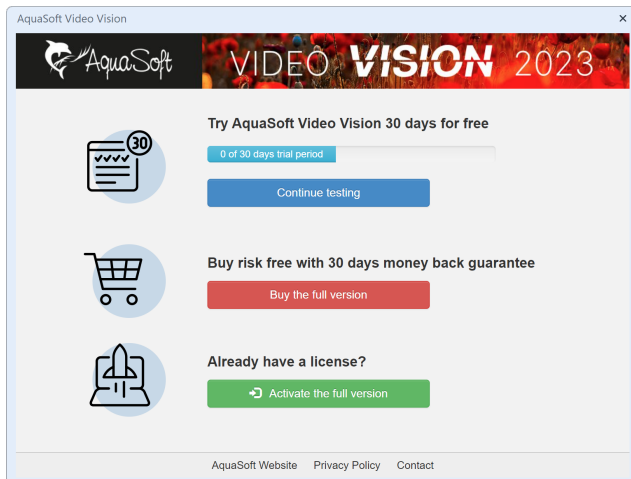 AquaSoft Video Vision
AquaSoft VIDEO VISION 2023
30
Try AquaSoft Video Vision 30 days for free
0 of 30 days trial period
Continue testing
Buy risk free with 30 days money back guarantee
Buy the full version
Already have a license?
Activate the full version
AquaSoft Website Privacy Policy Contact